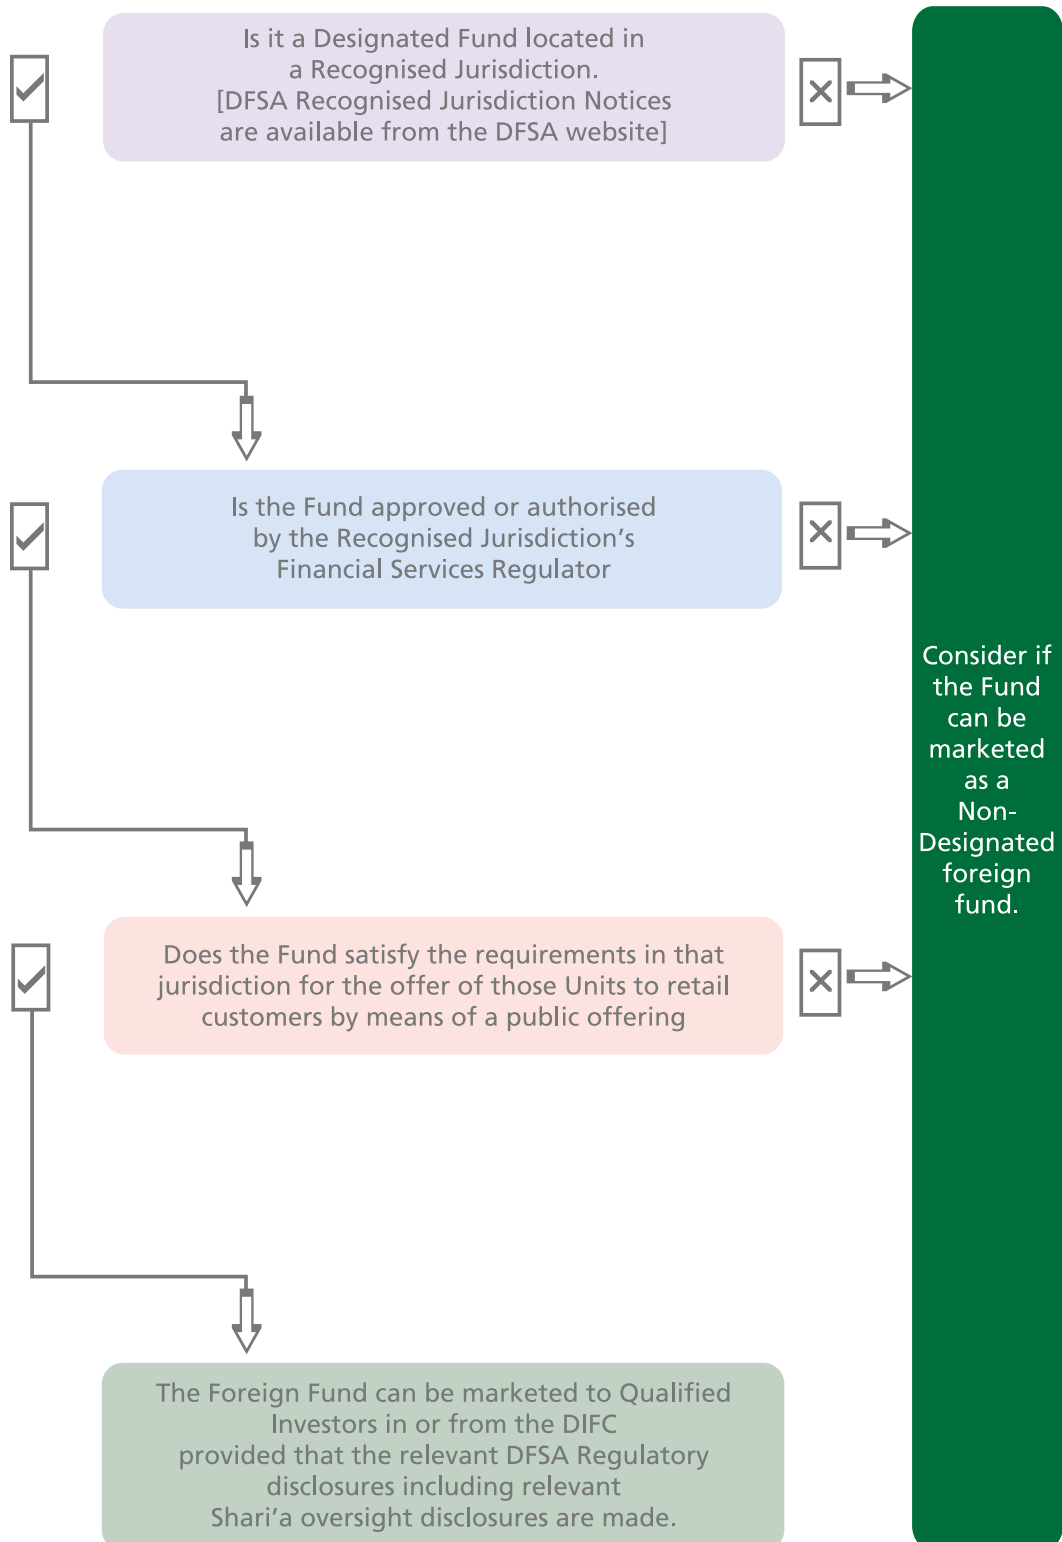 Is it a Designated Fund located in
a Recognised Jurisdiction.
[DFSA Recognised Jurisdiction Notices
are available from the DFSA website]
Is the Fund approved or authorised
by the Recognised Jurisdiction's
Financial Services Regulator
Does the Fund satisfy the requirements in that
jurisdiction for the offer of those Units to retail
customers by means of a public offering
The Foreign Fund can be marketed to Qualified
Investors in or from the DIFC
provided that the relevant DFSA Regulatory
disclosures including relevant
Shari'a oversight disclosures are made.
Consider if
the Fund
can be
marketed
as a
Non-
Designated
foreign
fund.